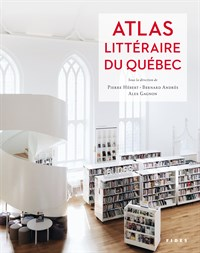 ATLAS
LITTÉRAIRE
DU QUÉBEC
Sous la direction de
Pierre Hébert • Bernard Andrès
Alex Gagnon
FIDES